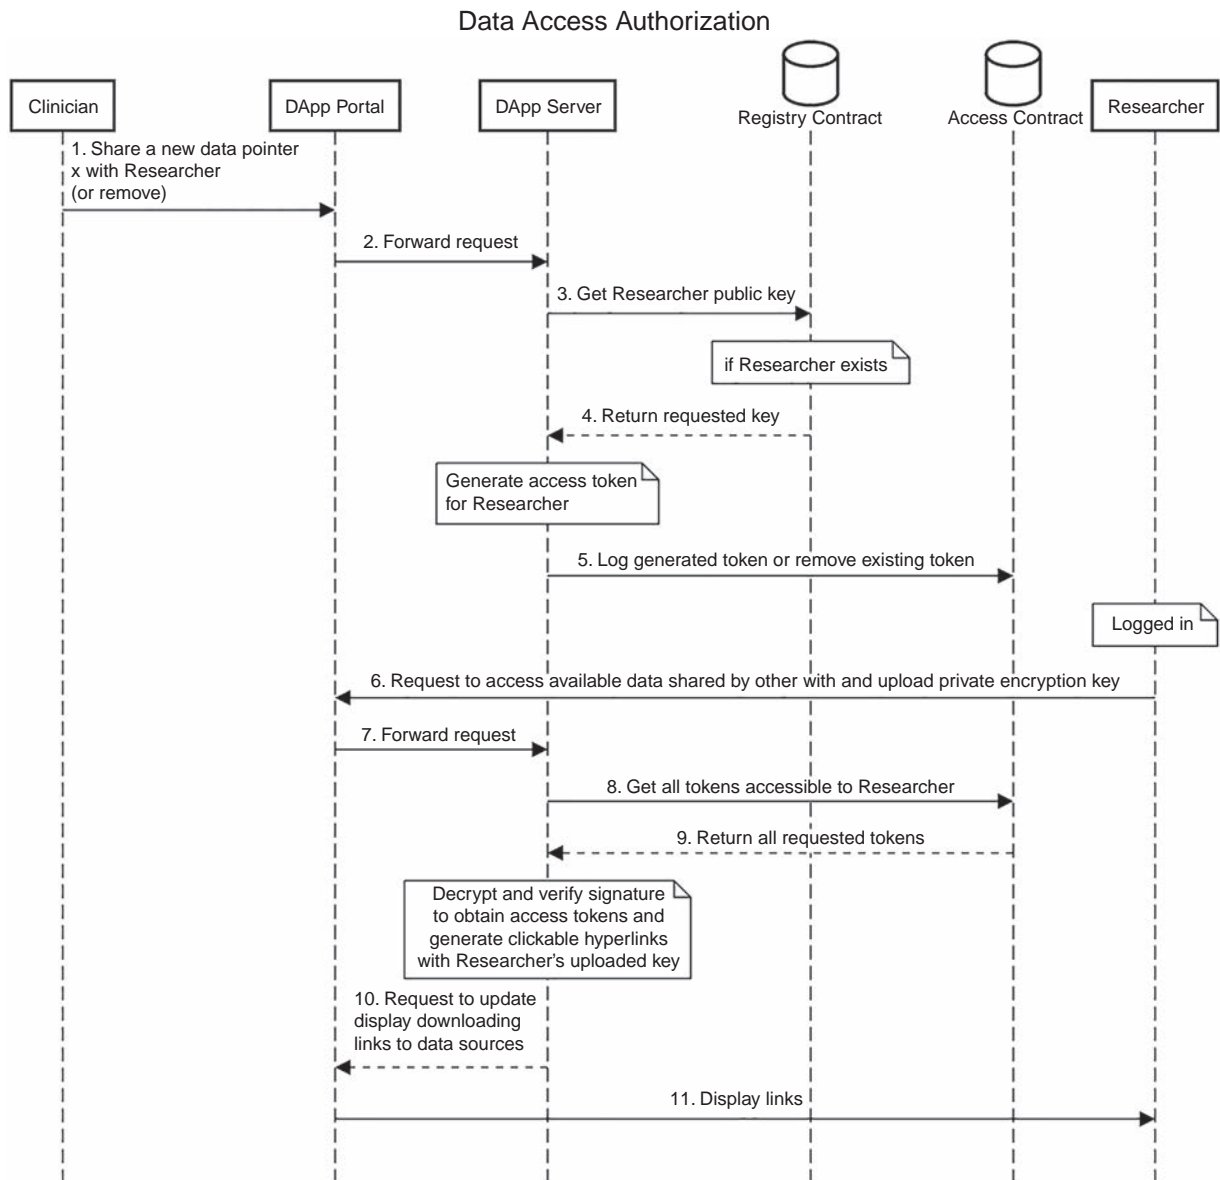 Data Access Authorization
Clinician
DApp Portal
DApp Server
Registry Contract
Access Contract
Researcher
1. Share a new data pointer
x with Researcher
(or remove)
2. Forward request
3. Get Researcher public key
if Researcher exists
4. Return requested key
Generate access token
for Researcher
5. Log generated token or remove existing token
Logged in
6. Request to access available data shared by other with and upload private encryption key
7. Forward request
8. Get all tokens accessible to Researcher
9. Return all requested tokens
Decrypt and verify signature
to obtain access tokens and
generate clickable hyperlinks
with Researcher's uploaded key
10. Request to update
display downloading
links to data sources
11. Display links